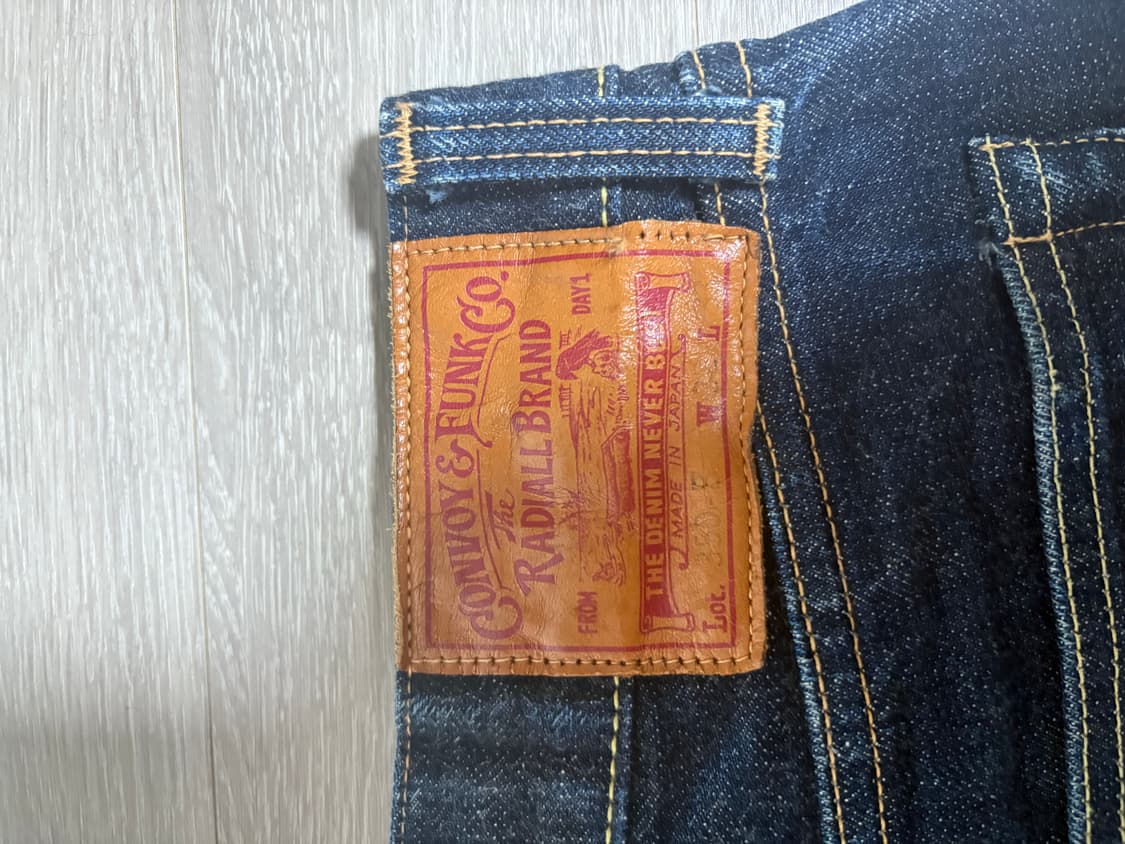 CONVOY & FUNK CO.
The
RADIALL BRAND
FROM DAY1
THE DENIM NEVER
MADE IN JAPAN
Lot. W L